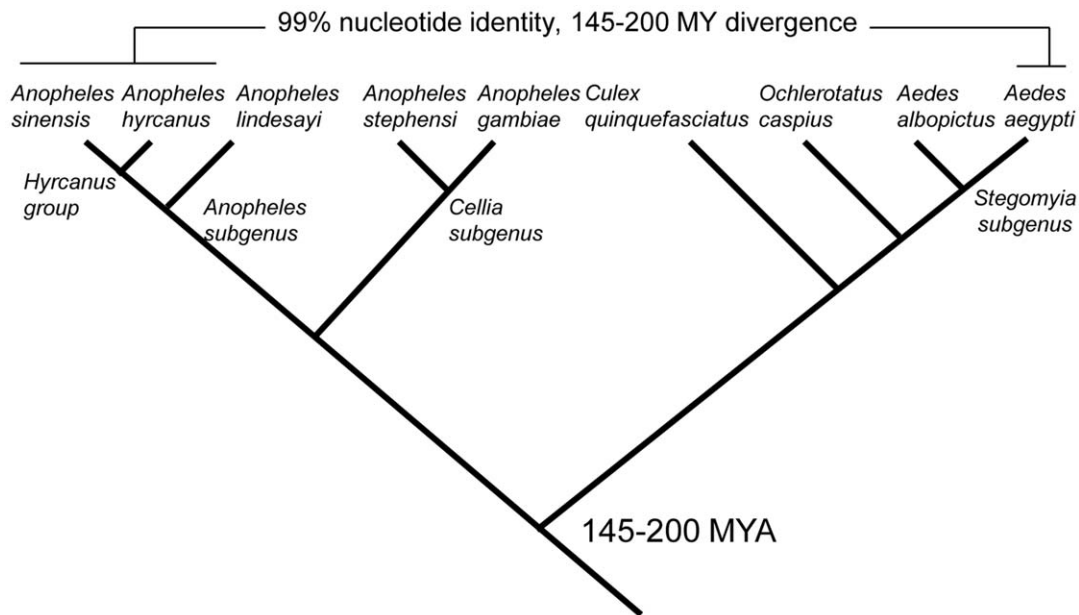 99% nucleotide identity, 145-200 MY divergence
Anopheles sinensis
Anopheles hyrcanus
Anopheles lindesayi
Anopheles stephensi
Anopheles gambiae
Culex quinquefasciatus
Ochlerotatus caspius
Aedes albopictus
Aedes aegypti
Hyrcanus group
Anopheles subgenus
Cellia subgenus
Stegomyia subgenus
145-200 MYA